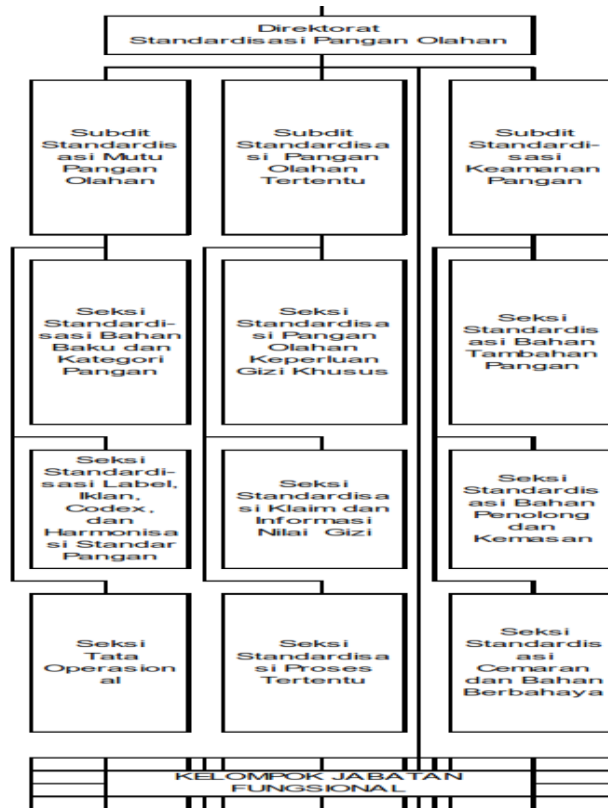 Direktorat
Standardisasi Pangan Olahan
Subdit
Standardis
asi Mutu
Pangan
Olahan
Subdit
Standardisa
si Pangan
Olahan
Tertentu
Subdit
Standardi-
sasi
Keamanan
Pangan
Seksi
Standardi-
sasi Bahan
Baku dan
Kategori
Pangan
Seksi
Standardisa
si Pangan
Olahan
Keperluan
Gizi Khusus
Seksi
Standardis
asi Bahan
Tambahan
Pangan
Seksi
Standardi-
sasi Label,
Iklan,
Codex,
dan
Harmonisa
si Standar
Pangan
Seksi
Standardisa
si Klaim dan
Informasi
Nilai Gizi
Seksi
Standardis
asi Bahan
Penolong
dan
Kemasan
Seksi
Tata
Operasion
al
Seksi
Standardisa
si Proses
Tertentu
Seksi
Standardis
asi
Cemaran
dan Bahan
Berbahaya
KELOMPOK JABATAN
FUNGSIONAL